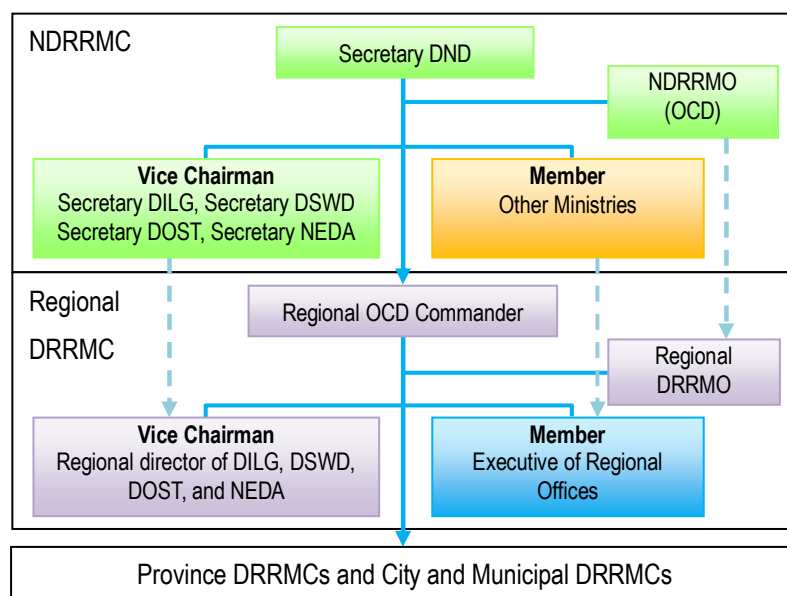 NDRRMC
Secretary DND
NDRRMO
(OCD)
Vice Chairman
Secretary DILG, Secretary DSWD
Secretary DOST, Secretary NEDA
Member
Other Ministries
Regional
DRRMC
Regional OCD Commander
Regional
DRRMO
Vice Chairman
Regional director of DILG, DSWD,
DOST, and NEDA
Member
Executive of Regional
Offices
Province DRRMCs and City and Municipal DRRMCs